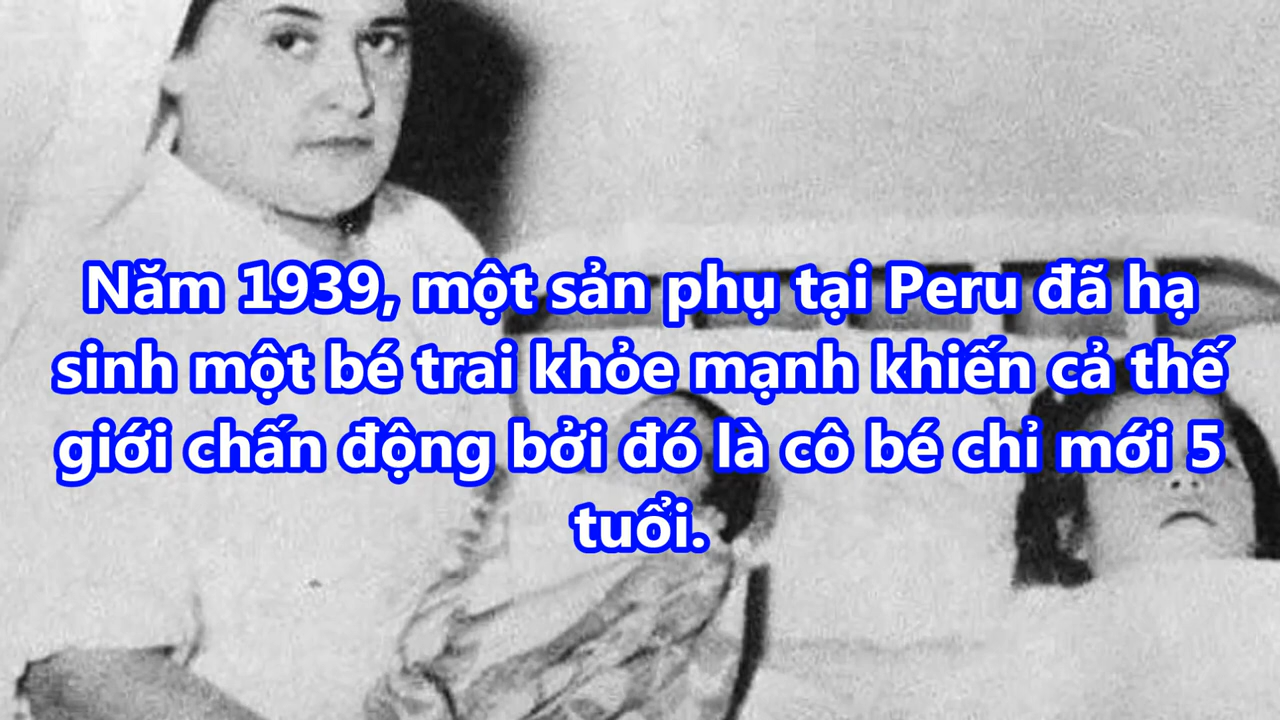 Năm 1939, một sản phụ tại Peru đã hạ
sinh một bé trai khỏe mạnh khiến cả thế
giới chấn động bởi đó là cô bé chỉ mới 5
tuổi.